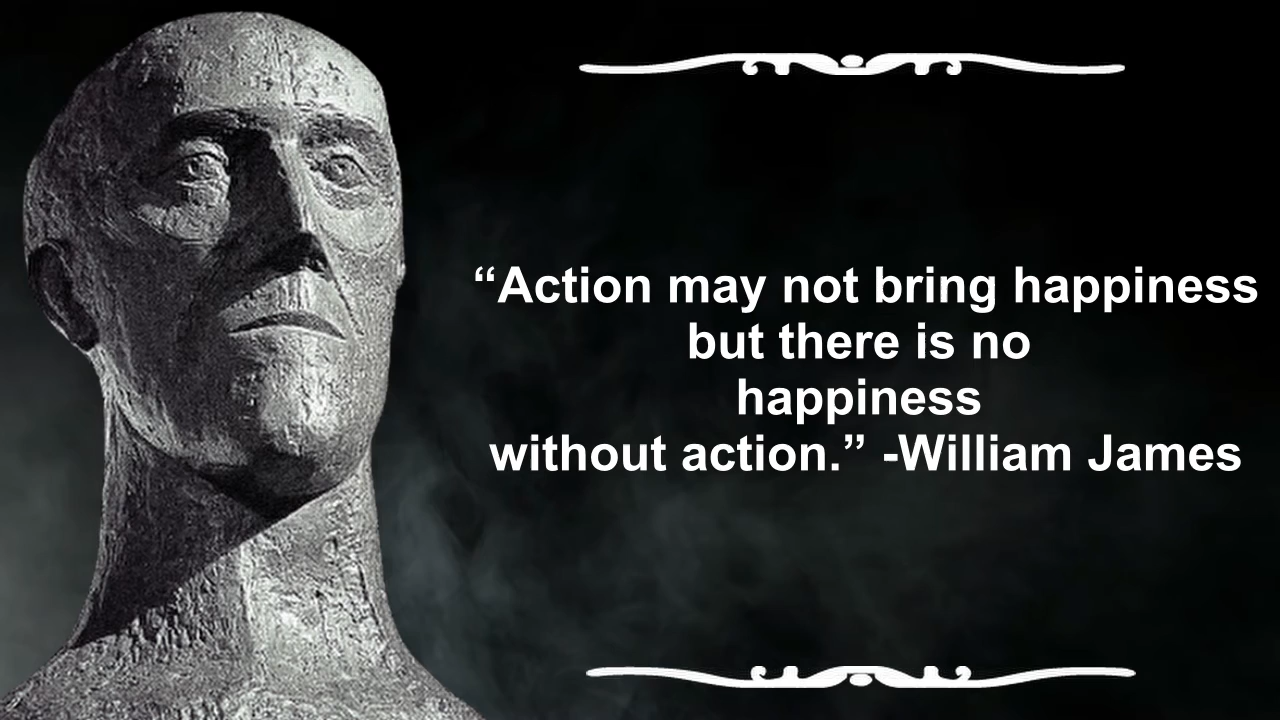 “Action may not bring happiness
but there is no
happiness
without action.” -William James